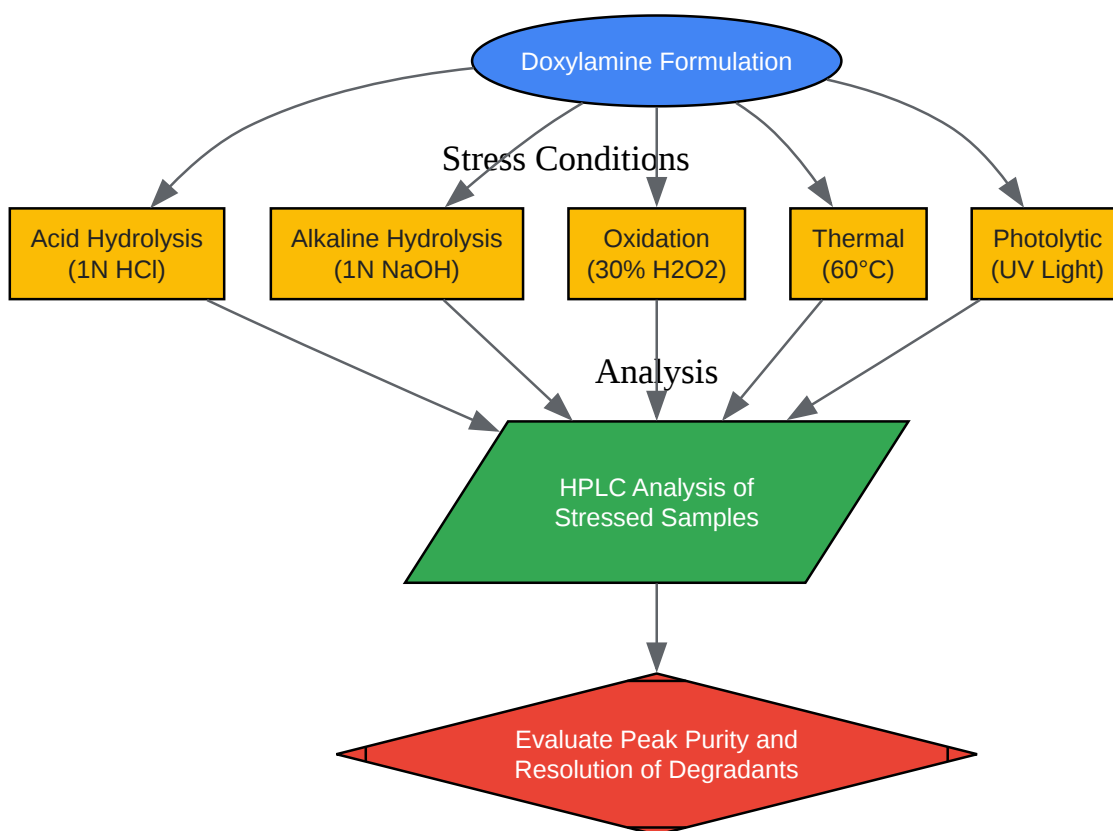 Doxylamine Formulation
Stress Conditions
Acid Hydrolysis
(1N HCl)
Alkaline Hydrolysis
(1N NaOH)
Oxidation
(30% H2O2)
Thermal
(60°C)
Photolytic
(UV Light)
Analysis
HPLC Analysis of
Stressed Samples
Evaluate Peak Purity and
Resolution of Degradants